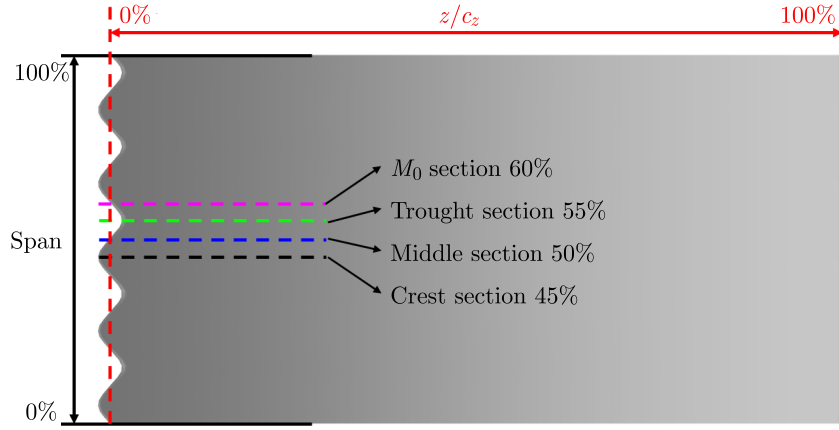 0% z/c_z 100%
100%
M_0 section 60%
Trought section 55%
Span
Middle section 50%
Crest section 45%
0%